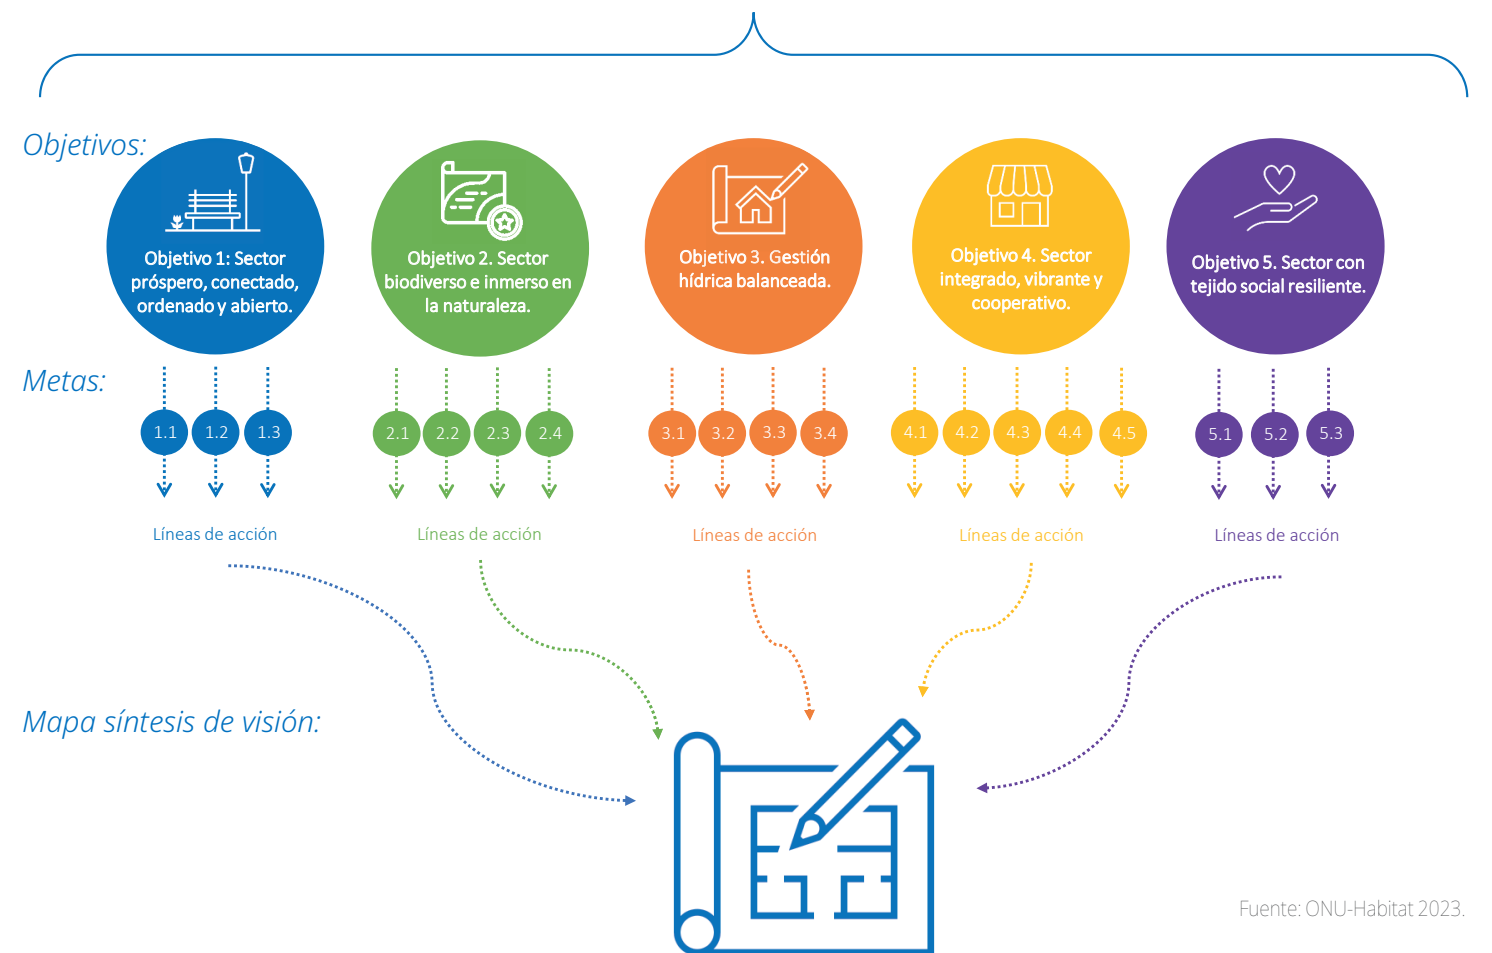 Objetivos:
Objetivo 1: Sector
próspero, conectado,
ordenado y abierto.
Objetivo 2. Sector
biodiverso e inmerso en
la naturaleza.
Objetivo 3. Gestión
hídrica balanceada.
Objetivo 4. Sector
integrado, vibrante y
cooperativo.
Objetivo 5. Sector con
tejido social resiliente.
Metas:
1.1 1.2 1.3
2.1 2.2 2.3 2.4
3.1 3.2 3.3 3.4
4.1 4.2 4.3 4.4 4.5
5.1 5.2 5.3
Líneas de acción
Líneas de acción
Líneas de acción
Líneas de acción
Líneas de acción
Mapa síntesis de visión:
Fuente: ONU-Habitat 2023.